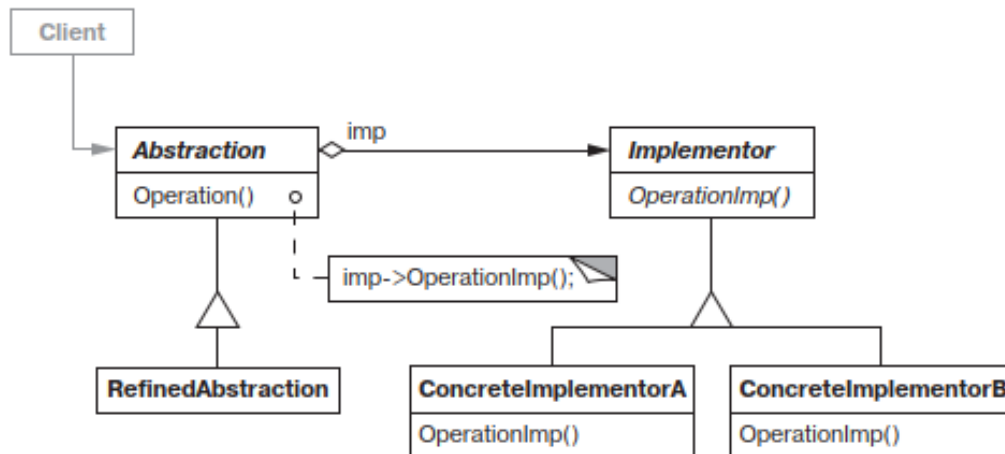 Client
imp
Abstraction
Implementor
Operation()
OperationImp()
imp->OperationImp();
RefinedAbstraction
ConcreteImplementorA
ConcreteImplementorB
OperationImp()
OperationImp()